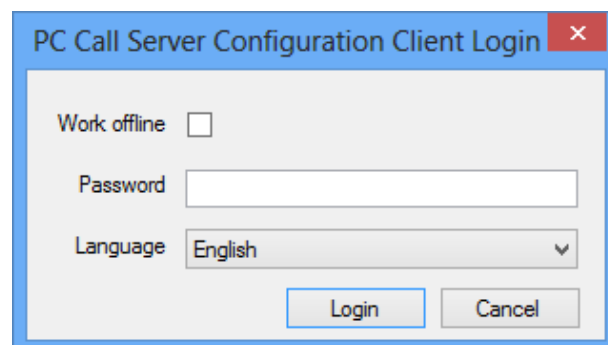 PC Call Server Configuration Client Login
Work offline
Password
Language English
Login Cancel